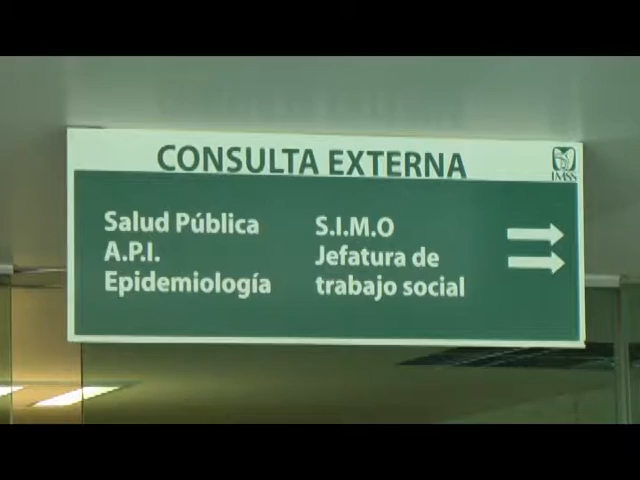 CONSULTA EXTERNA
IMSS
Salud Pública
A.P.I.
Epidemiología
S.I.M.O
Jefatura de
trabajo social